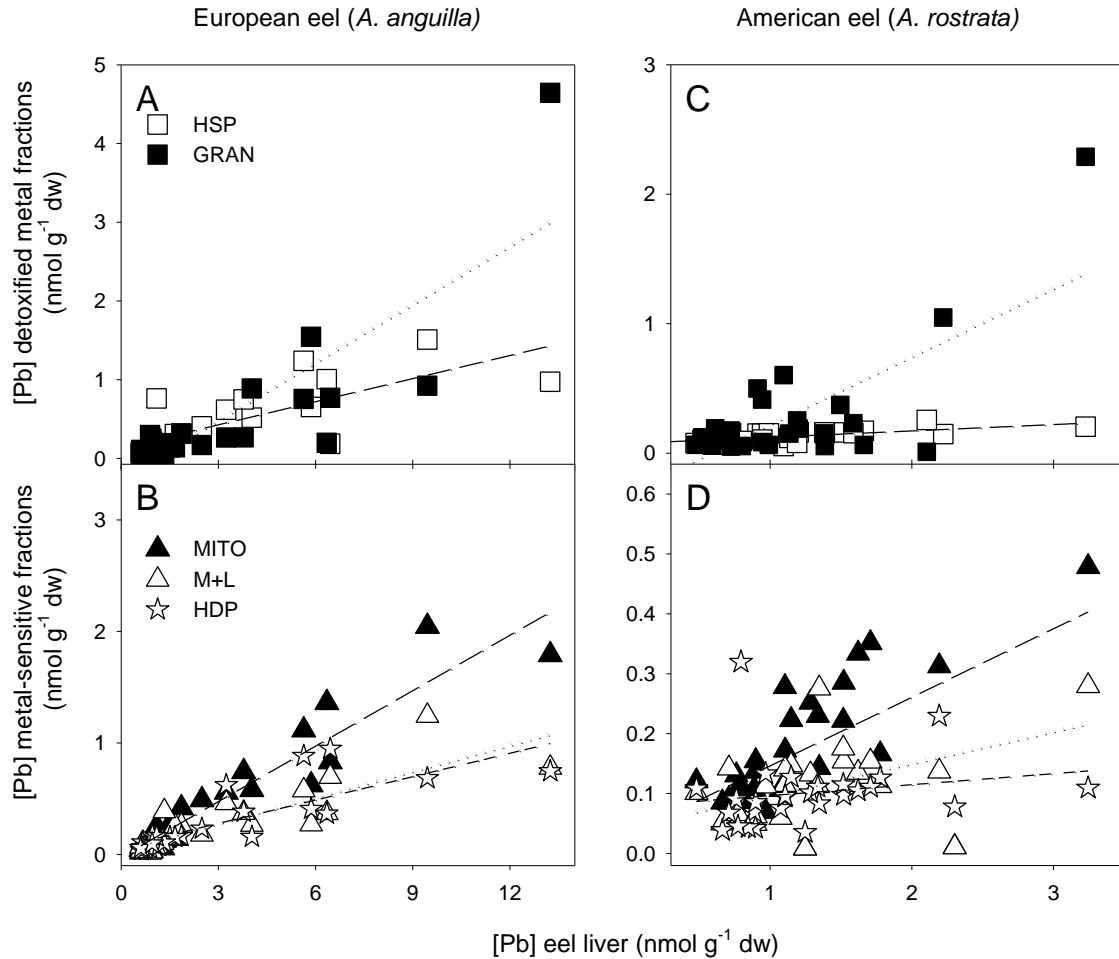 European eel (A. anguilla)
American eel (A. rostrata)
[Pb] detoxified metal fractions
(nmol g-1 dw)
5
4
3
2
1
0
A
HSP
GRAN
3
2
1
0
C
[Pb] metal-sensitive fractions
(nmol g-1 dw)
3
2
1
0
B
MITO
M+L
HDP
0
3
6
9
12
0.6
0.5
0.4
0.3
0.2
0.1
0.0
D
1
2
3
[Pb] eel liver (nmol g-1 dw)